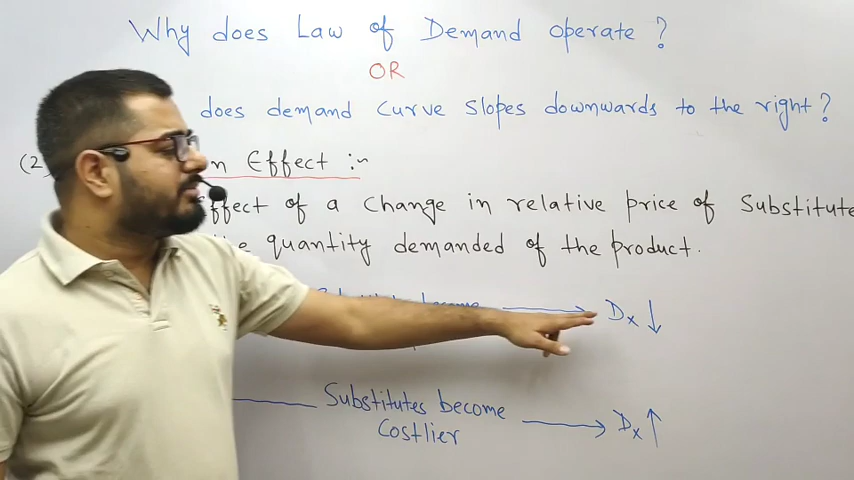 Why does Law of Demand operate ?
OR
does demand curve slopes downwards to the right ?
(2) n Effect :~
ffect of a change in relative price of Substitute
quantity demanded of the product.
become Dx ↓
Substitutes become
Costlier Dx ↑